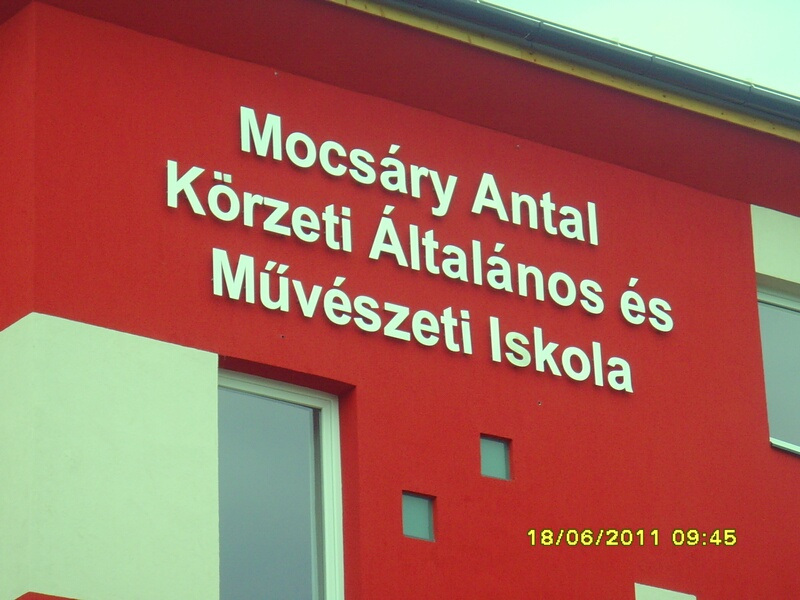 Mocsáry Antal
Körzeti Általános és
Művészeti Iskola
18/06/2011 09:45